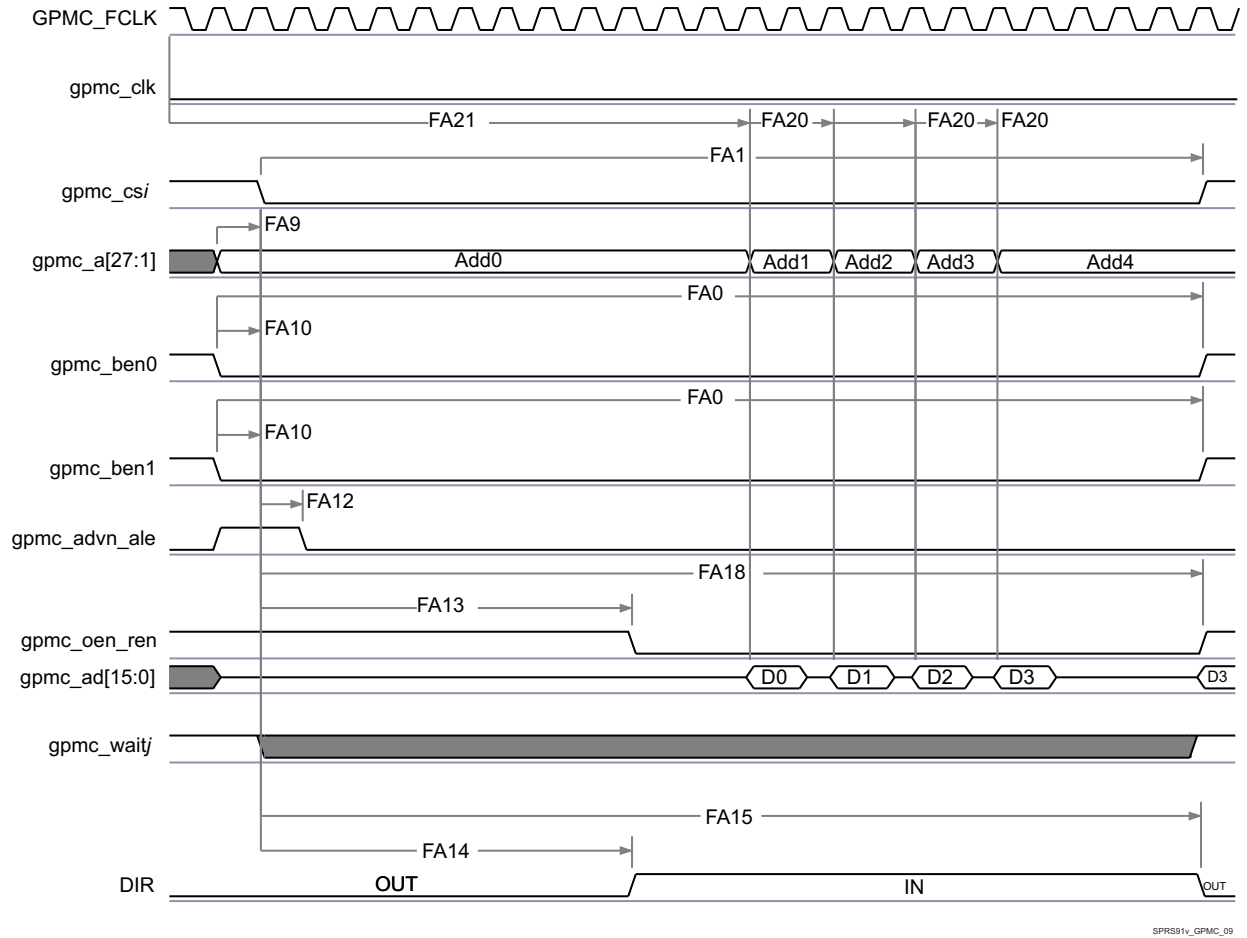 GPMC_FCLK
gpmc_clk
FA21 FA20 FA20 FA20
FA1
gpmc_csi
FA9
gpmc_a[27:1] Add0 Add1 Add2 Add3 Add4
FA0
FA10
gpmc_ben0
FA0
FA10
gpmc_ben1
FA12
gpmc_advn_ale
FA18
FA13
gpmc_oen_ren
gpmc_ad[15:0] D0 D1 D2 D3 D3
gpmc_waitj
FA15
FA14
DIR OUT IN OUT
SPRS91v_GPMC_09